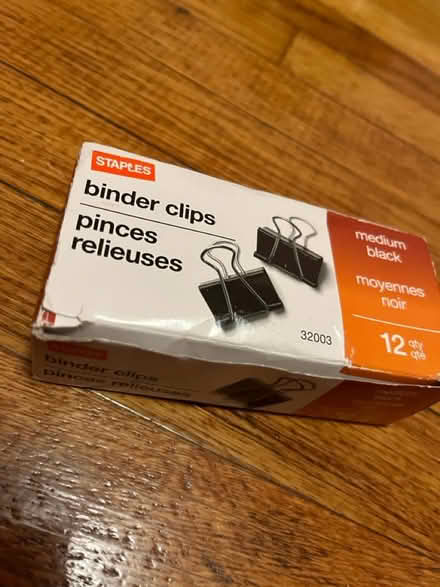 STAPLES
binder clips
pinces
relieuses
medium
black
moyennes
noir
32003
12 qty
qté
binder clips
pinces relieuses